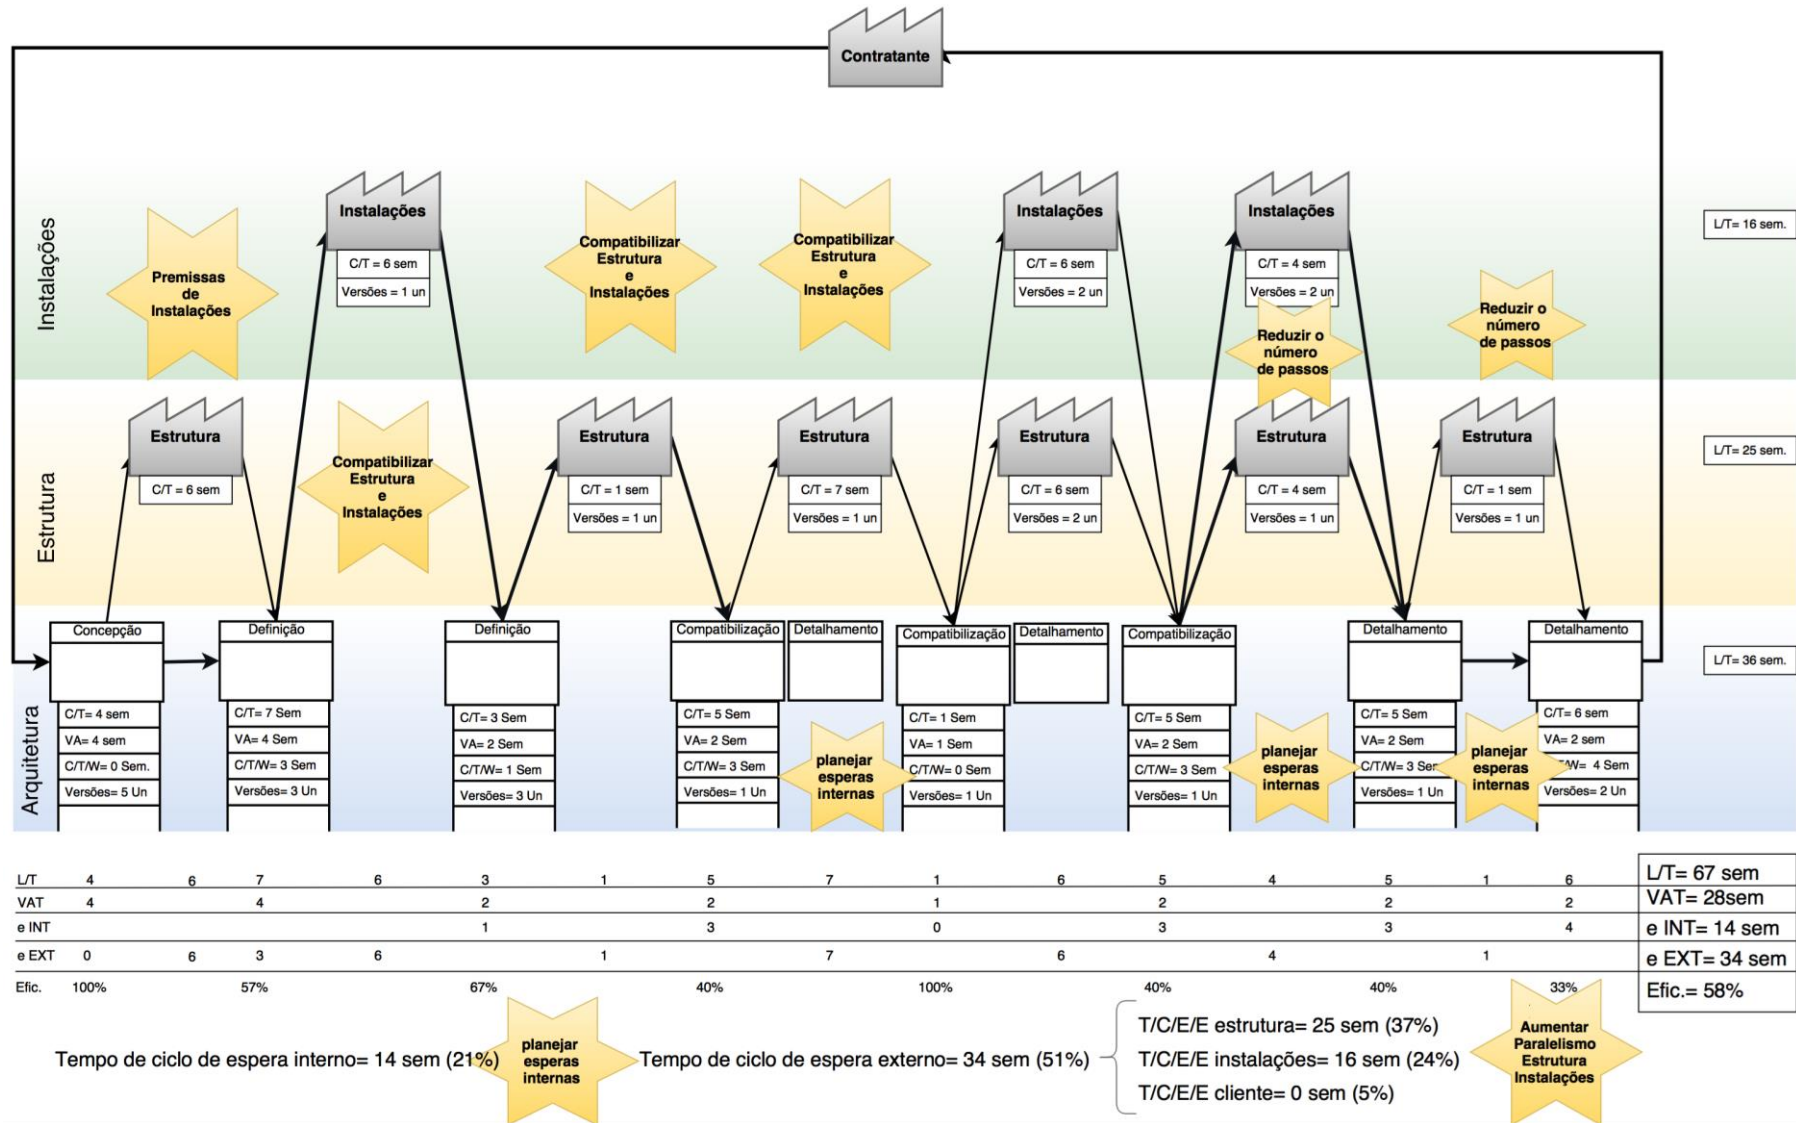 Contratante
Instalações
Premissas
de
Instalações
Instalações
C/T = 6 sem
Versões = 1 un
Compatibilizar
Estrutura
e
Instalações
Compatibilizar
Estrutura
e
Instalações
Instalações
C/T = 6 sem
Versões = 2 un
Instalações
C/T = 4 sem
Versões = 2 un
Reduzir o
número
de passos
Reduzir o
número
de passos
L/T= 16 sem.
Estrutura
Estrutura
C/T = 6 sem
Compatibilizar
Estrutura
e
Instalações
Estrutura
C/T = 1 sem
Versões = 1 un
Estrutura
C/T = 7 sem
Versões = 1 un
Estrutura
C/T = 6 sem
Versões = 2 un
Estrutura
C/T = 4 sem
Versões = 1 un
Estrutura
C/T = 1 sem
Versões = 1 un
L/T= 25 sem.
Arquitetura
Concepção
C/T= 4 sem
VA= 4 sem
C/T/W= 0 Sem.
Versões= 5 Un
Definição
C/T= 7 Sem
VA= 4 Sem
C/T/W= 3 Sem
Versões= 3 Un
Definição
C/T= 3 Sem
VA= 2 Sem
C/T/W= 1 Sem
Versões= 3 Un
Compatibilização
C/T= 5 Sem
VA= 2 Sem
C/T/W= 3 Sem
Versões= 1 Un
Detalhamento
planejar
esperas
internas
Compatibilização
C/T= 1 Sem
VA= 1 Sem
C/T/W= 0 Sem
Versões= 1 Un
Detalhamento
Compatibilização
C/T= 5 Sem
VA= 2 Sem
C/T/W= 3 Sem
Versões= 1 Un
planejar
esperas
internas
Detalhamento
C/T= 5 Sem
VA= 2 Sem
C/T/W= 3 Sem
Versões= 1 Un
planejar
esperas
internas
Detalhamento
C/T= 6 sem
VA= 2 sem
T/W= 4 Sem
Versões= 2 Un
L/T= 36 sem.
L/T 4 6 7 6 3 1 5 7 1 6 5 4 5 1 6 L/T= 67 sem
VAT 4 4 2 2 1 2 2 2 VAT= 28sem
e INT 1 3 0 3 3 4 e INT= 14 sem
e EXT 0 6 3 6 1 7 6 4 1 e EXT= 34 sem
Efic. 100% 57% 67% 40% 100% 40% 40% 33% Efic.= 58%
Tempo de ciclo de espera interno= 14 sem (21%)
planejar
esperas
internas
Tempo de ciclo de espera externo= 34 sem (51%)
T/C/E/E estrutura= 25 sem (37%)
T/C/E/E instalações= 16 sem (24%)
T/C/E/E cliente= 0 sem (5%)
Aumentar
Paralelismo
Estrutura
Instalações